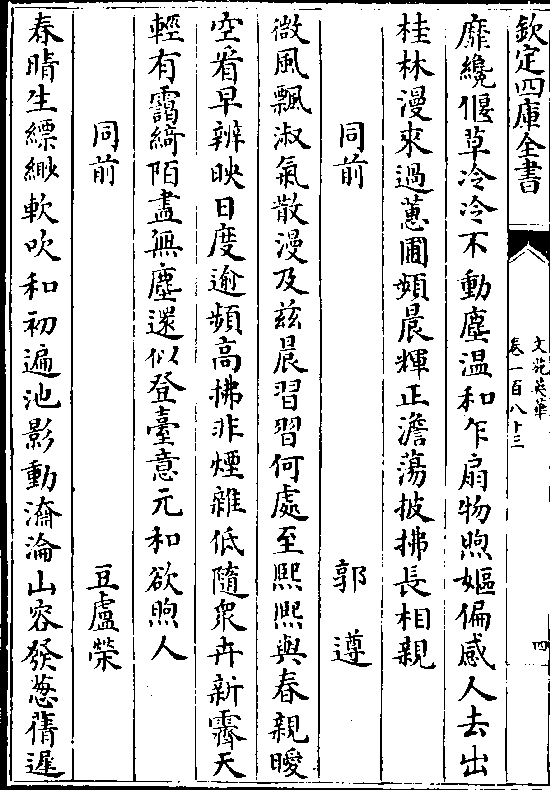 欽定四庫全書
文苑英華
卷一百八十三
四
靡纔偃草冷冷不動塵温和乍扇物煦嫗偏感人去出
桂林漫來過蕙圃頻晨輝正澹蕩披拂長相親
同前 郭遵
微風飄淑氣散漫及兹晨習習何處至熙熙與春親曖
空看早辨映日度逾頻高拂非煙雜低隨衆卉新霽天
輕有靄綺陌盡無塵還似登臺意元和欲煦人
同前 豆盧榮
春晴生縹緲軟吹和初遍池影動㶑淪山容發葱蒨遲